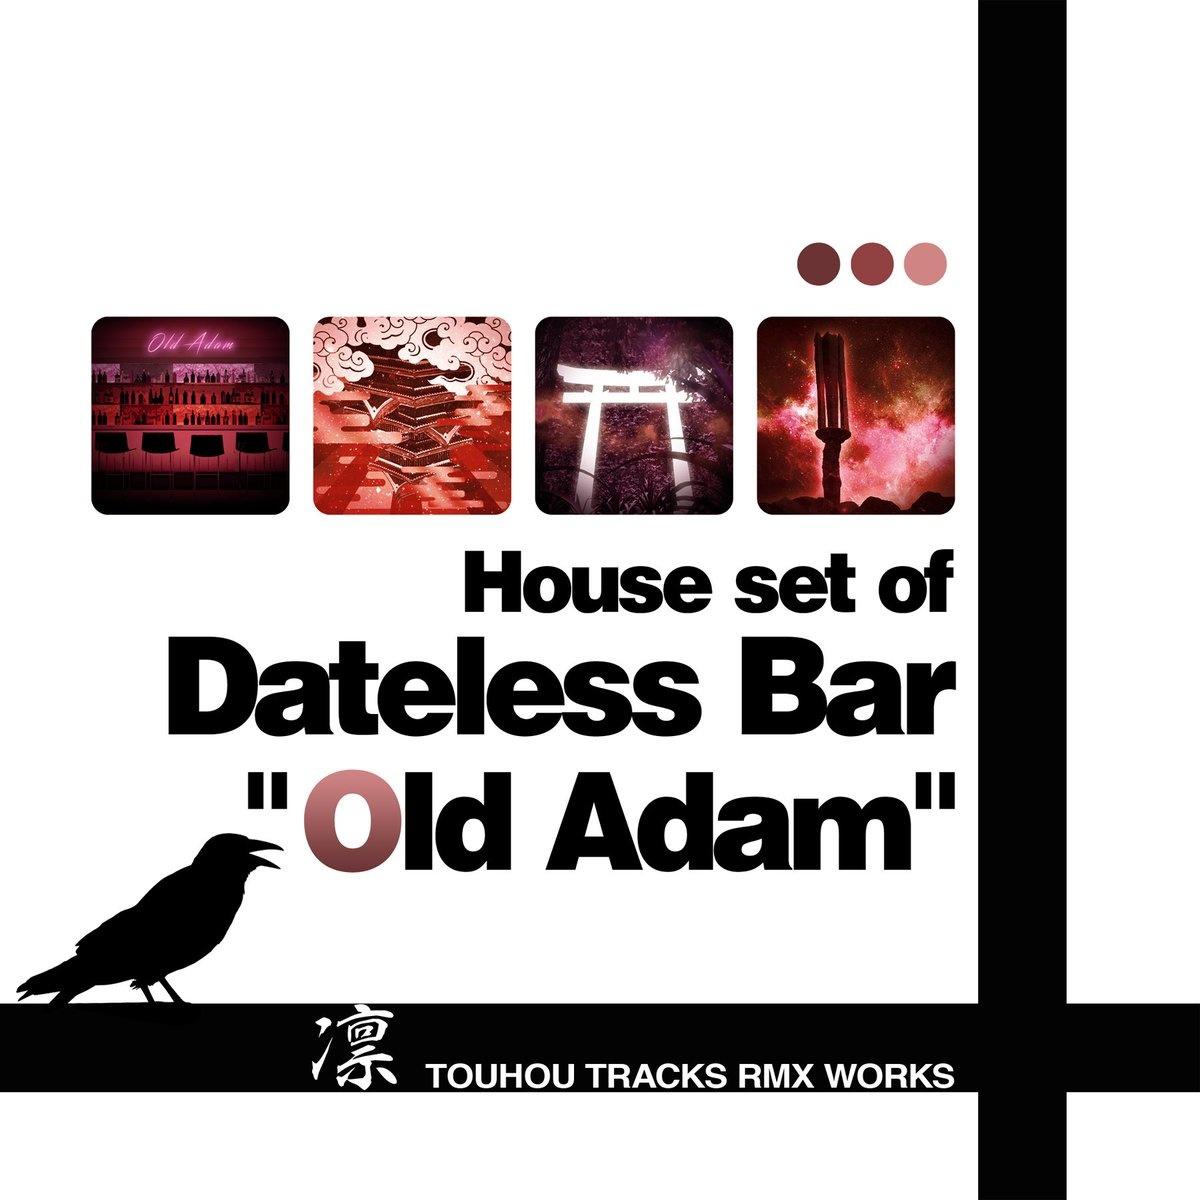 Old Adam
House set of
Dateless Bar
"Old Adam"
凛 TOUHOU TRACKS RMX WORKS